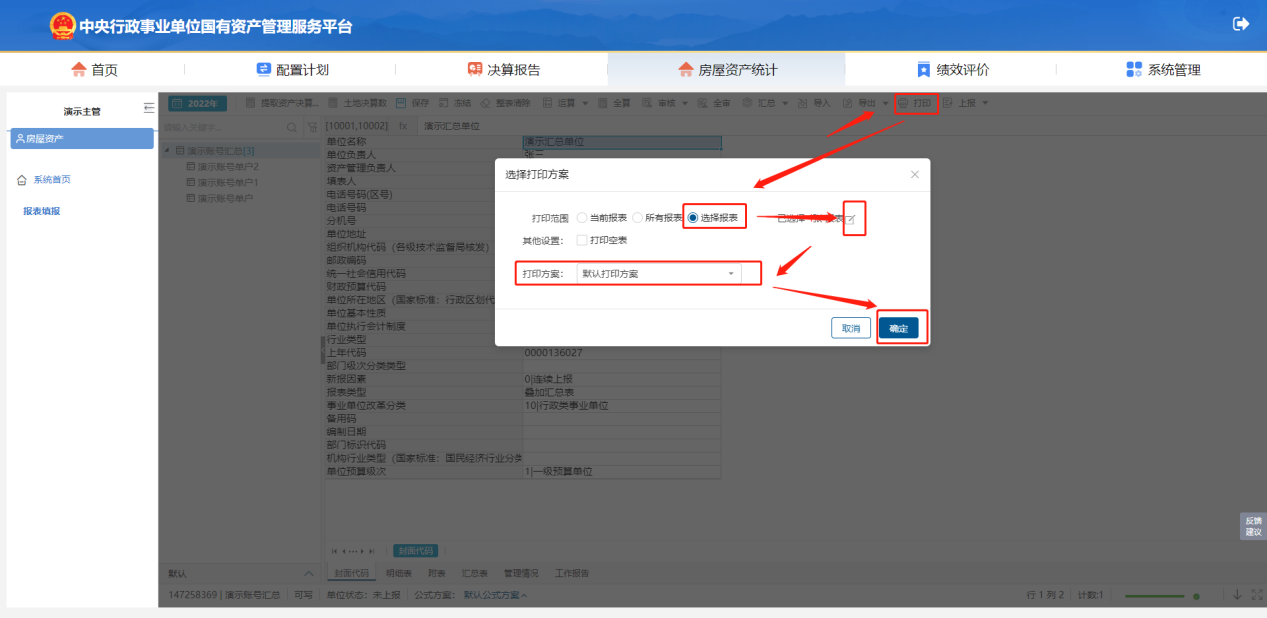 中央行政事业单位国有资产管理服务平台
首页 配置计划 决算报告 房屋资产统计 绩效评价 系统管理
演示主管
房屋资产
系统首页
报表填报
2022年 提取资产决算... 土地决算数 保存 冻结 整表清除 运算 全算 审核 全审 汇总 导入 导出 打印 上报
请输入关键字... [10001,10002] fx 演示汇总单位
演示账号汇总[3]
演示账号单户2
演示账号单户1
演示账号单户
单位名称 演示汇总单位
单位负责人 张三
资产管理负责人
填表人
电话号码(区号)
电话号码
分机号
单位地址
组织机构代码（各级技术监督局核发）
邮政编码
统一社会信用代码
财政预算代码
单位所在地区（国家标准：行政区划代
单位基本性质
单位执行会计制度
行业类型
上年代码 0000136027
部门级次分类类型
新报因素 0|连续上报
报表类型 叠加汇总表
事业单位改革分类 10|行政类事业单位
备用码
编制日期
部门标识代码
机构行业类型（国家标准：国民经济行业分类
单位预算级次 1|一级预算单位
选择打印方案
打印范围 当前报表 所有报表 选择报表
其他设置： 打印空表
打印方案： 默认打印方案
取消 确定
反馈
建议
封面代码
默认 封面代码 明细表 附表 汇总表 管理情况 工作报告
147258369 | 演示账号汇总 可写 单位状态：未上报 公式方案：默认公式方案 行1列2 计数:1